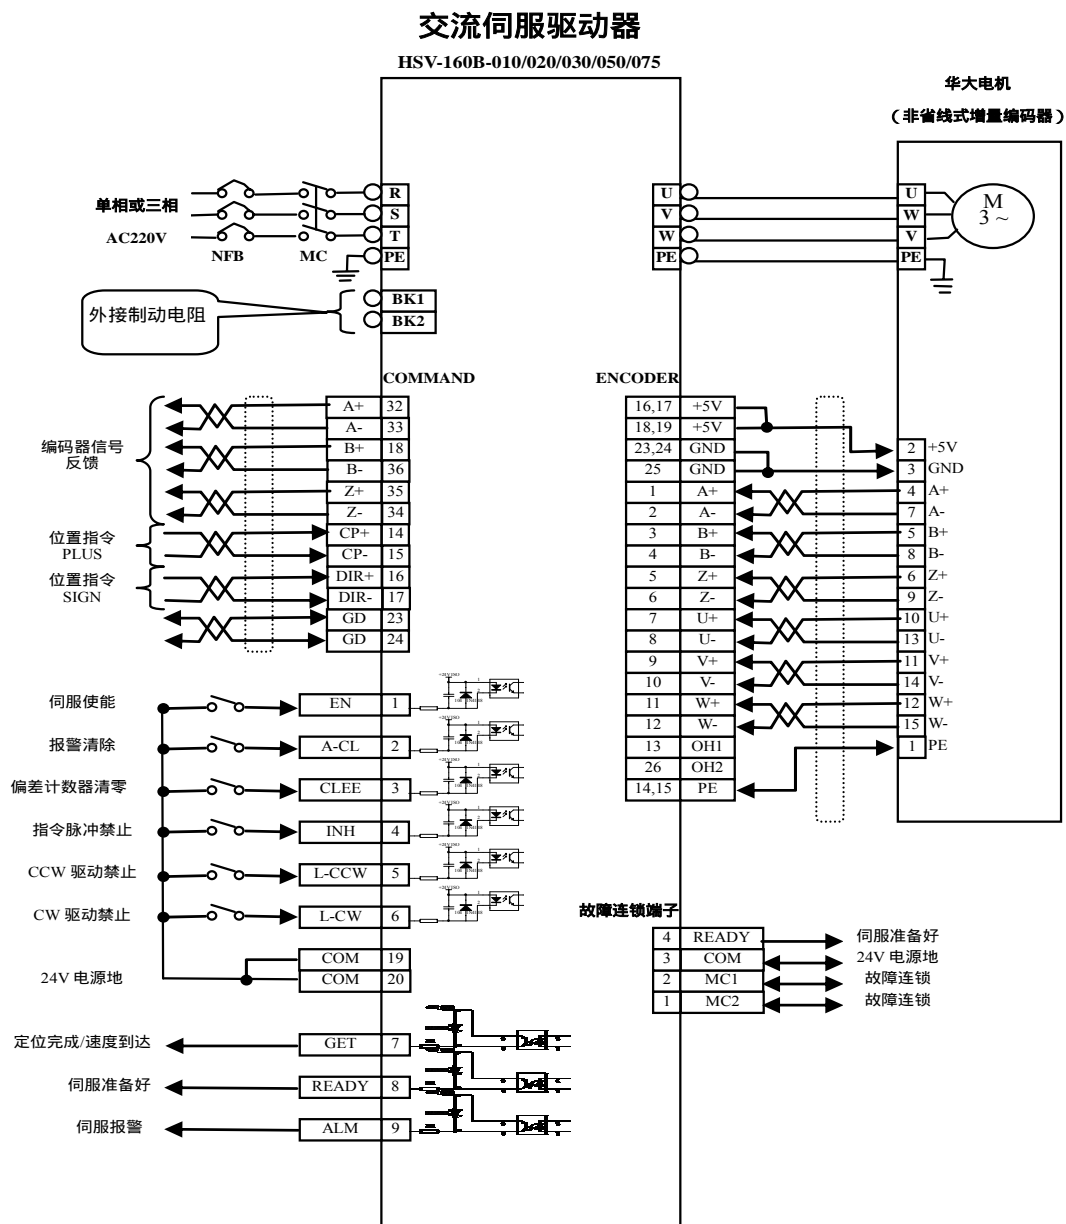 交流伺服驱动器
HSV-160B-010/020/030/050/075
华大电机
（非省线式增量编码器）
单相或三相
AC220V
NFB
MC
R
S
T
PE
U
V
W
PE
U
W
V
PE
M
3 ~
外接制动电阻
BK1
BK2
COMMAND
编码器信号
反馈
A+ 32
A- 33
B+ 18
B- 36
Z+ 35
Z- 34
位置指令
PLUS
CP+ 14
CP- 15
位置指令
SIGN
DIR+ 16
DIR- 17
GD 23
GD 24
ENCODER
16,17 +5V
18,19 +5V
23,24 GND
25 GND
1 A+
2 A-
3 B+
4 B-
5 Z+
6 Z-
7 U+
8 U-
9 V+
10 V-
11 W+
12 W-
13 OH1
26 OH2
14,15 PE
2 +5V
3 GND
4 A+
7 A-
5 B+
8 B-
6 Z+
9 Z-
10 U+
13 U-
11 V+
14 V-
12 W+
15 W-
1 PE
伺服使能 EN 1
报警清除 A-CL 2
偏差计数器清零 CLEE 3
指令脉冲禁止 INH 4
CCW 驱动禁止 L-CCW 5
CW 驱动禁止 L-CW 6
24V 电源地
COM 19
COM 20
定位完成/速度到达 GET 7
伺服准备好 READY 8
伺服报警 ALM 9
故障连锁端子
4 READY 伺服准备好
3 COM 24V 电源地
2 MC1 故障连锁
1 MC2 故障连锁